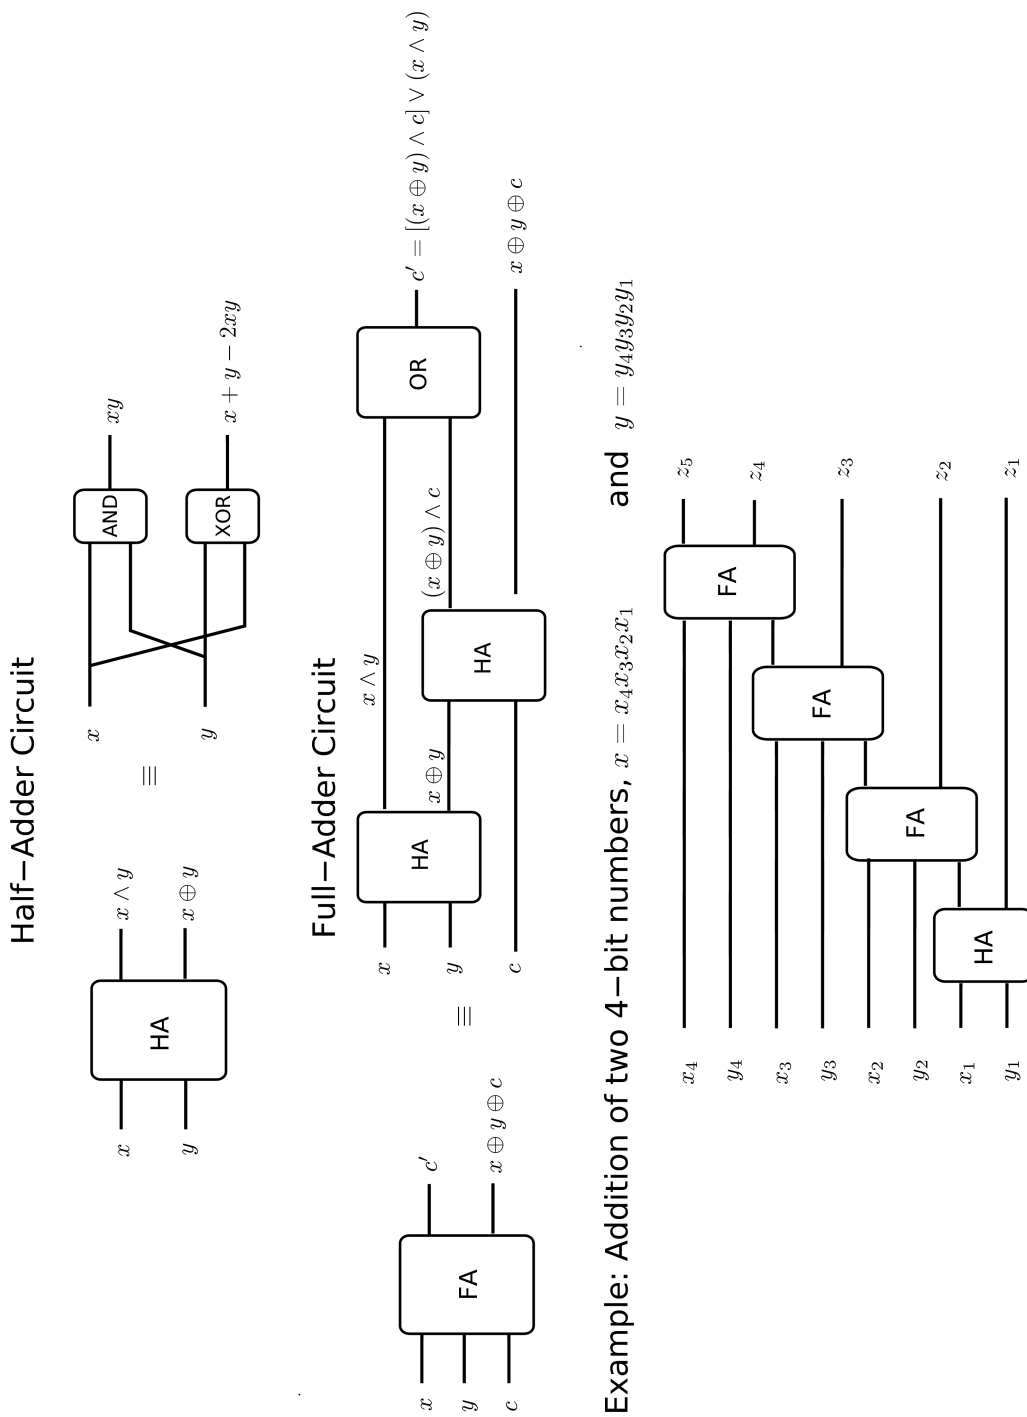 Half−Adder Circuit
x
y
HA
x ∧ y
x ⊕ y
≡
x
y
AND
XOR
xy
x + y − 2xy
Full−Adder Circuit
x
y
c
FA
c′
x ⊕ y ⊕ c
≡
x
y
c
HA
x ∧ y
x ⊕ y
HA
(x ⊕ y) ∧ c
OR
c′ = [(x ⊕ y) ∧ c] ∨ (x ∧ y)
x ⊕ y ⊕ c
Example: Addition of two 4−bit numbers, x = x₄x₃x₂x₁ and y = y₄y₃y₂y₁
x₄
y₄
x₃
y₃
x₂
y₂
x₁
y₁
HA
FA
FA
FA
z₅
z₄
z₃
z₂
z₁